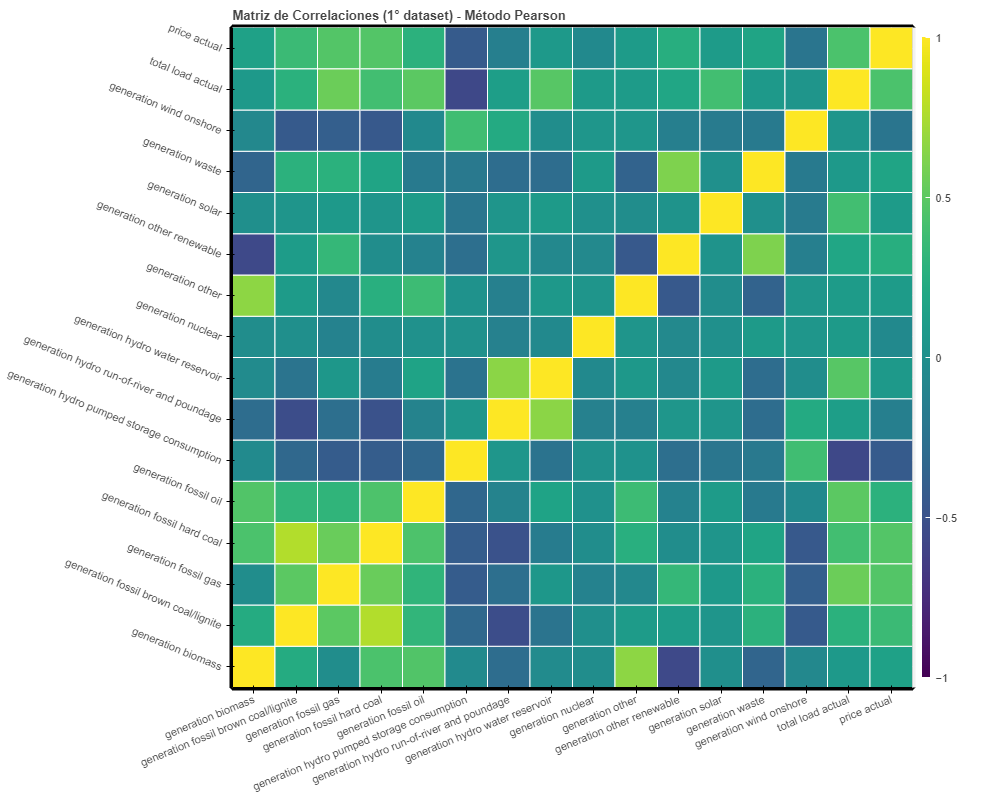 Matriz de Correlaciones (1° dataset) - Método Pearson
price actual
total load actual
generation wind onshore
generation waste
generation solar
generation other renewable
generation other
generation nuclear
generation hydro water reservoir
generation hydro run-of-river and poundage
generation hydro pumped storage consumption
generation fossil oil
generation fossil hard coal
generation fossil gas
generation fossil brown coal/lignite
generation biomass
generation biomass
generation fossil brown coal/lignite
generation fossil gas
generation fossil hard coal
generation fossil oil
generation hydro pumped storage consumption
generation hydro run-of-river and poundage
generation hydro water reservoir
generation nuclear
generation other
generation other renewable
generation solar
generation waste
generation wind onshore
total load actual
price actual
1
0.5
0
−0.5
−1